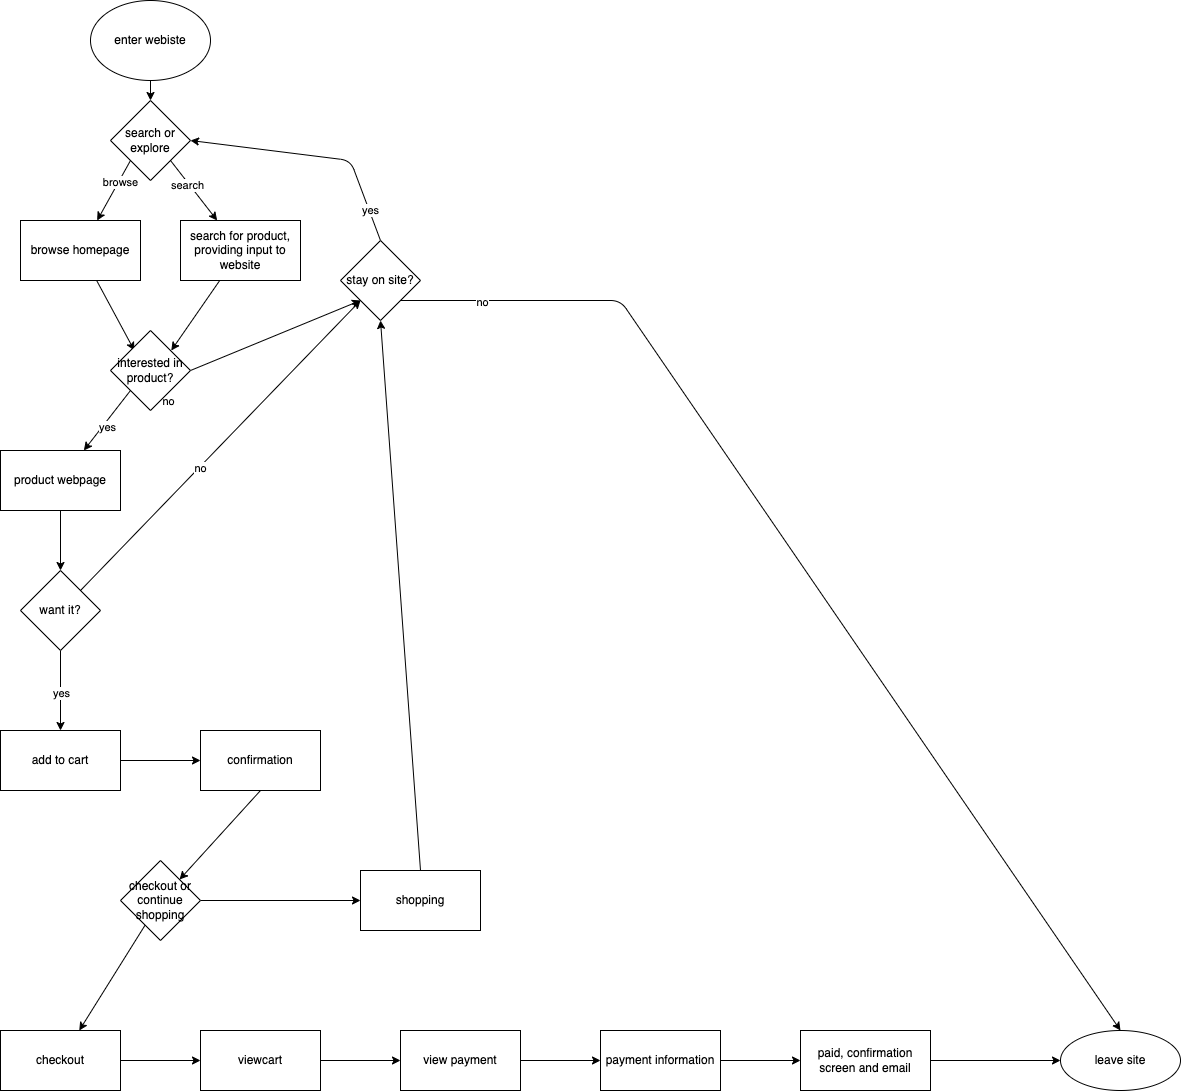 enter webiste
search or
explore
browse
search
yes
browse homepage
search for product,
providing input to
website
stay on site?
no
interested in
product?
no
yes
no
product webpage
want it?
yes
add to cart
confirmation
checkout or
continue
shopping
shopping
checkout
viewcart
view payment
payment information
paid, confirmation
screen and email
leave site